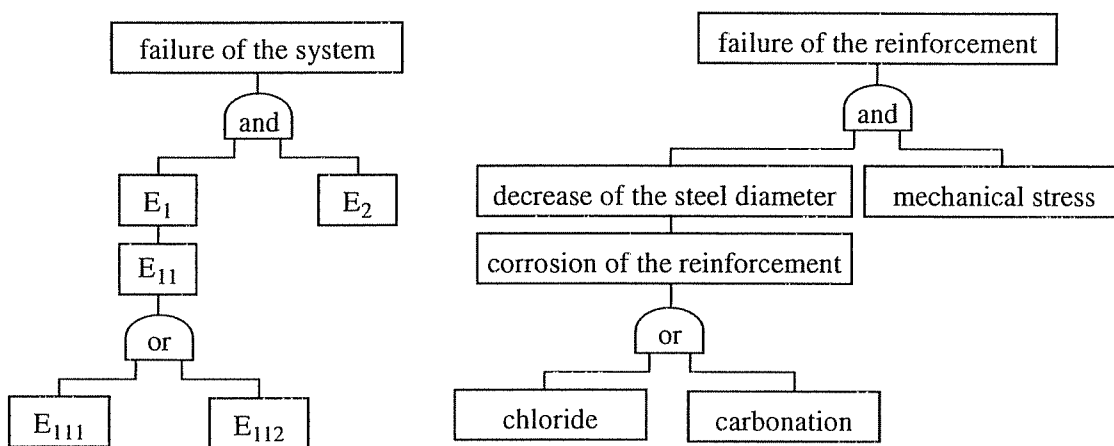 failure of the system
and
E1
E2
E11
or
E111
E112
failure of the reinforcement
and
decrease of the steel diameter
mechanical stress
corrosion of the reinforcement
or
chloride
carbonation